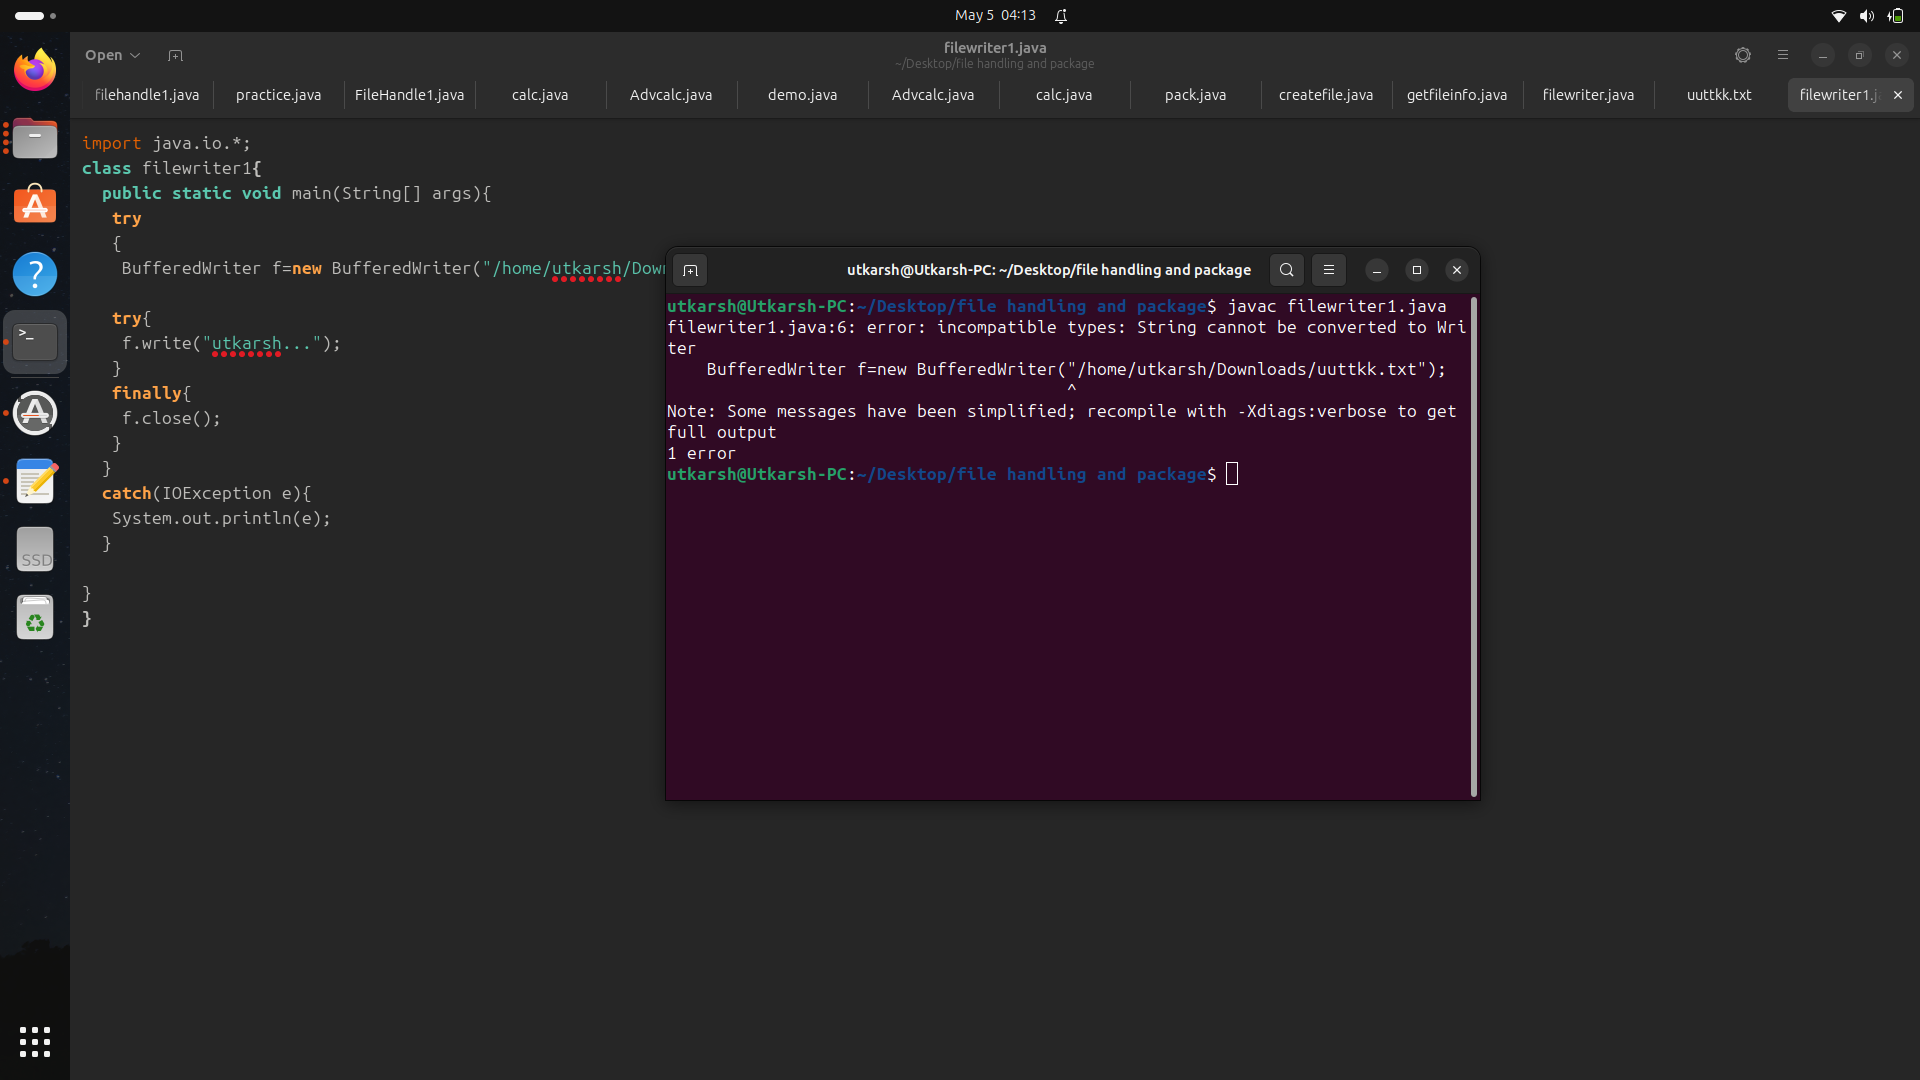 May 5 04:13
Open
filewriter1.java
~/Desktop/file handling and package
filehandle1.java practice.java FileHandle1.java calc.java Advcalc.java demo.java Advcalc.java calc.java pack.java createfile.java getfileinfo.java filewriter.java uuttkk.txt filewriter1.j
import java.io.*;
class filewriter1{
public static void main(String[] args){
try
{
BufferedWriter f=new BufferedWriter("/home/utkarsh/Down
try{
f.write("utkarsh...");
}
finally{
f.close();
}
}
catch(IOException e){
System.out.println(e);
}
}
}
utkarsh@Utkarsh-PC: ~/Desktop/file handling and package
utkarsh@Utkarsh-PC:~/Desktop/file handling and package$ javac filewriter1.java
filewriter1.java:6: error: incompatible types: String cannot be converted to Wri
ter
BufferedWriter f=new BufferedWriter("/home/utkarsh/Downloads/uuttkk.txt");
^
Note: Some messages have been simplified; recompile with -Xdiags:verbose to get
full output
1 error
utkarsh@Utkarsh-PC:~/Desktop/file handling and package$
SSD